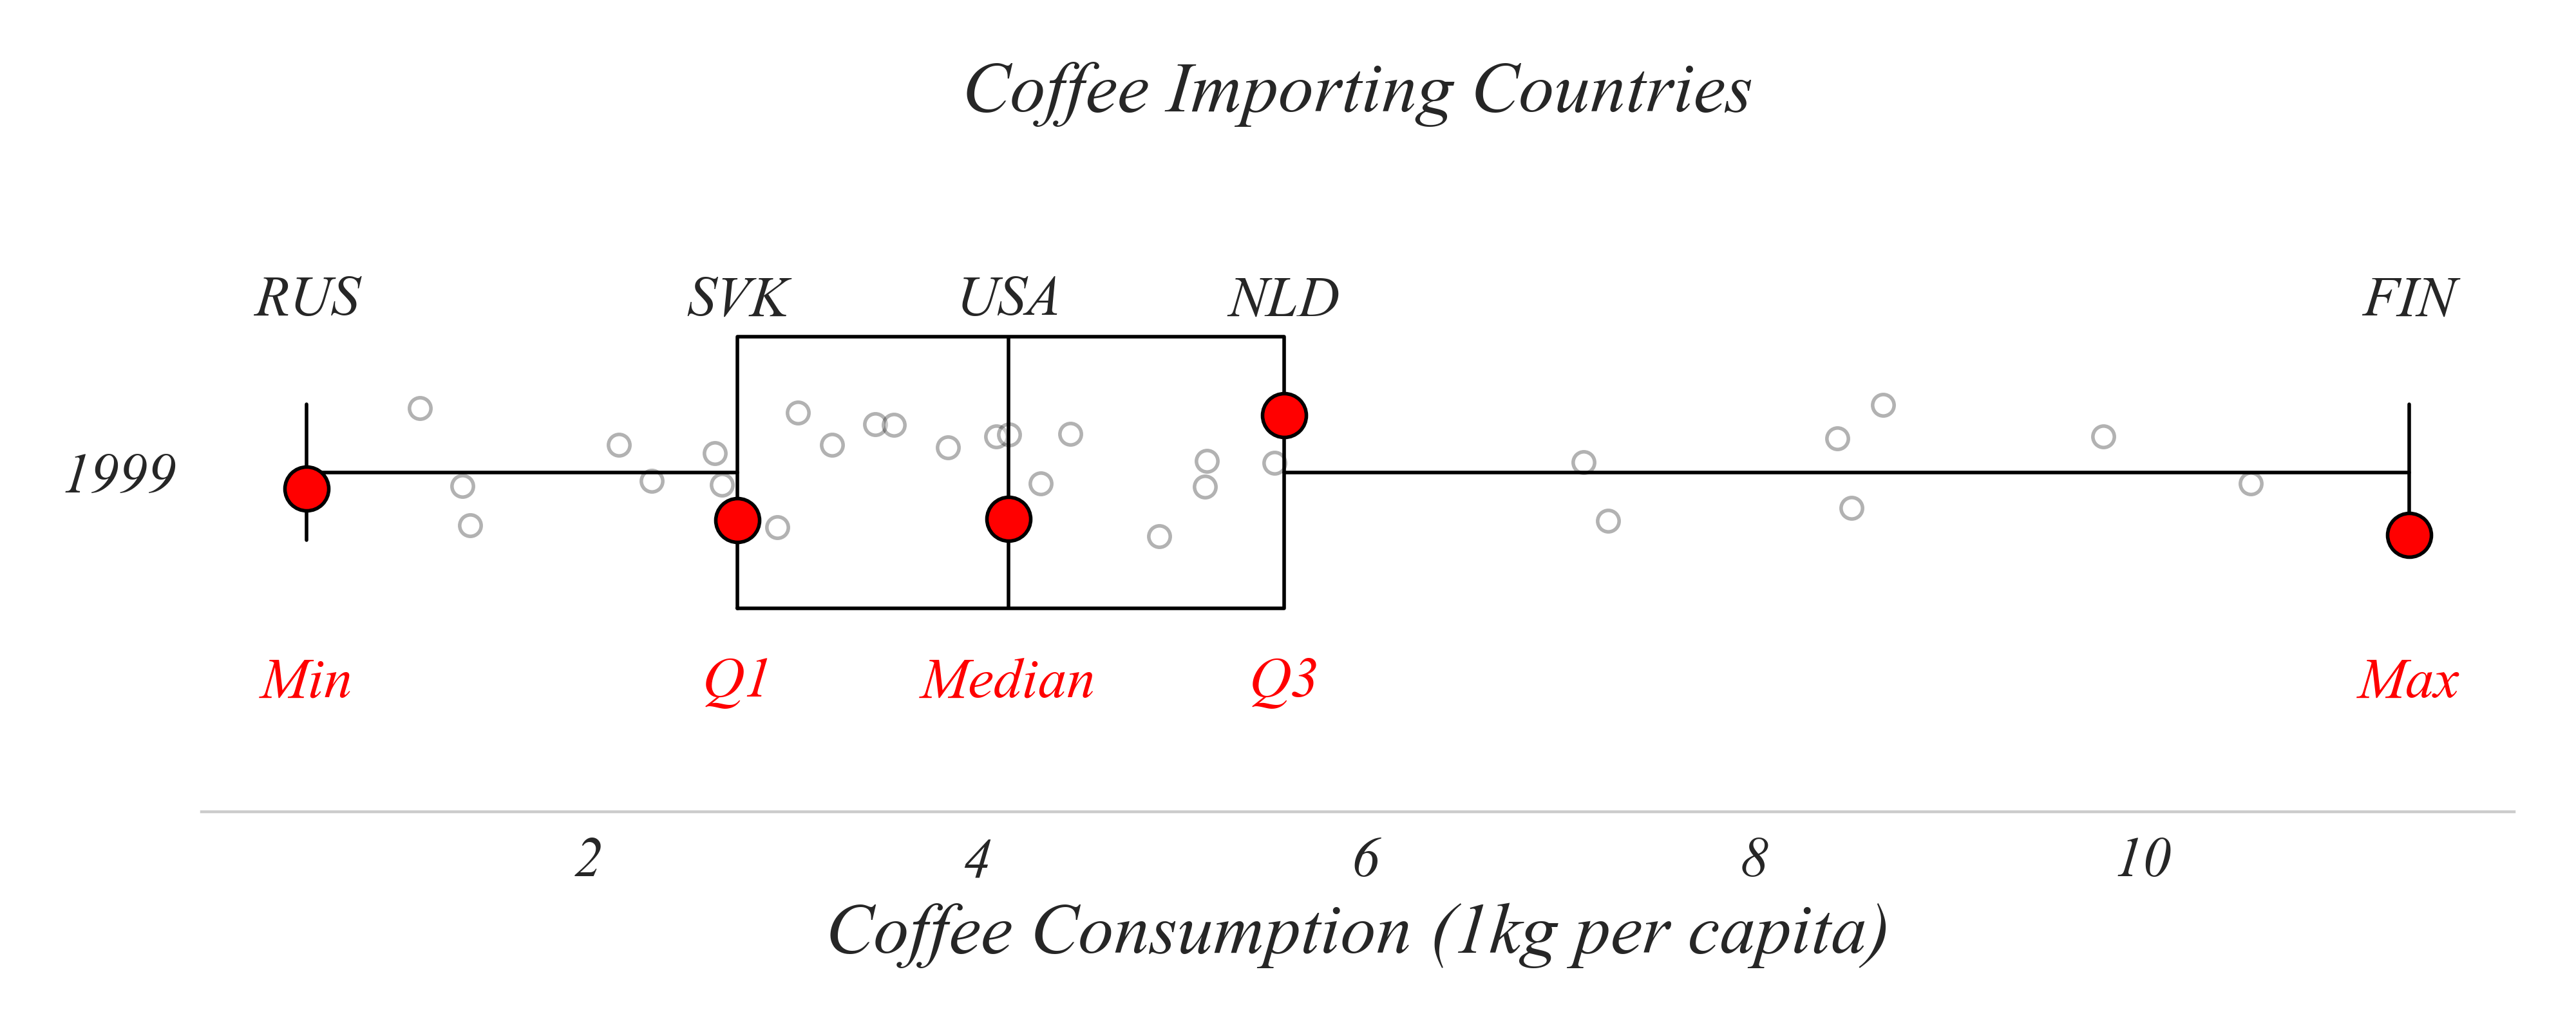 Coffee Importing Countries
RUS SVK USA NLD FIN
1999
Min Q1 Median Q3 Max
2 4 6 8 10
Coffee Consumption (1kg per capita)